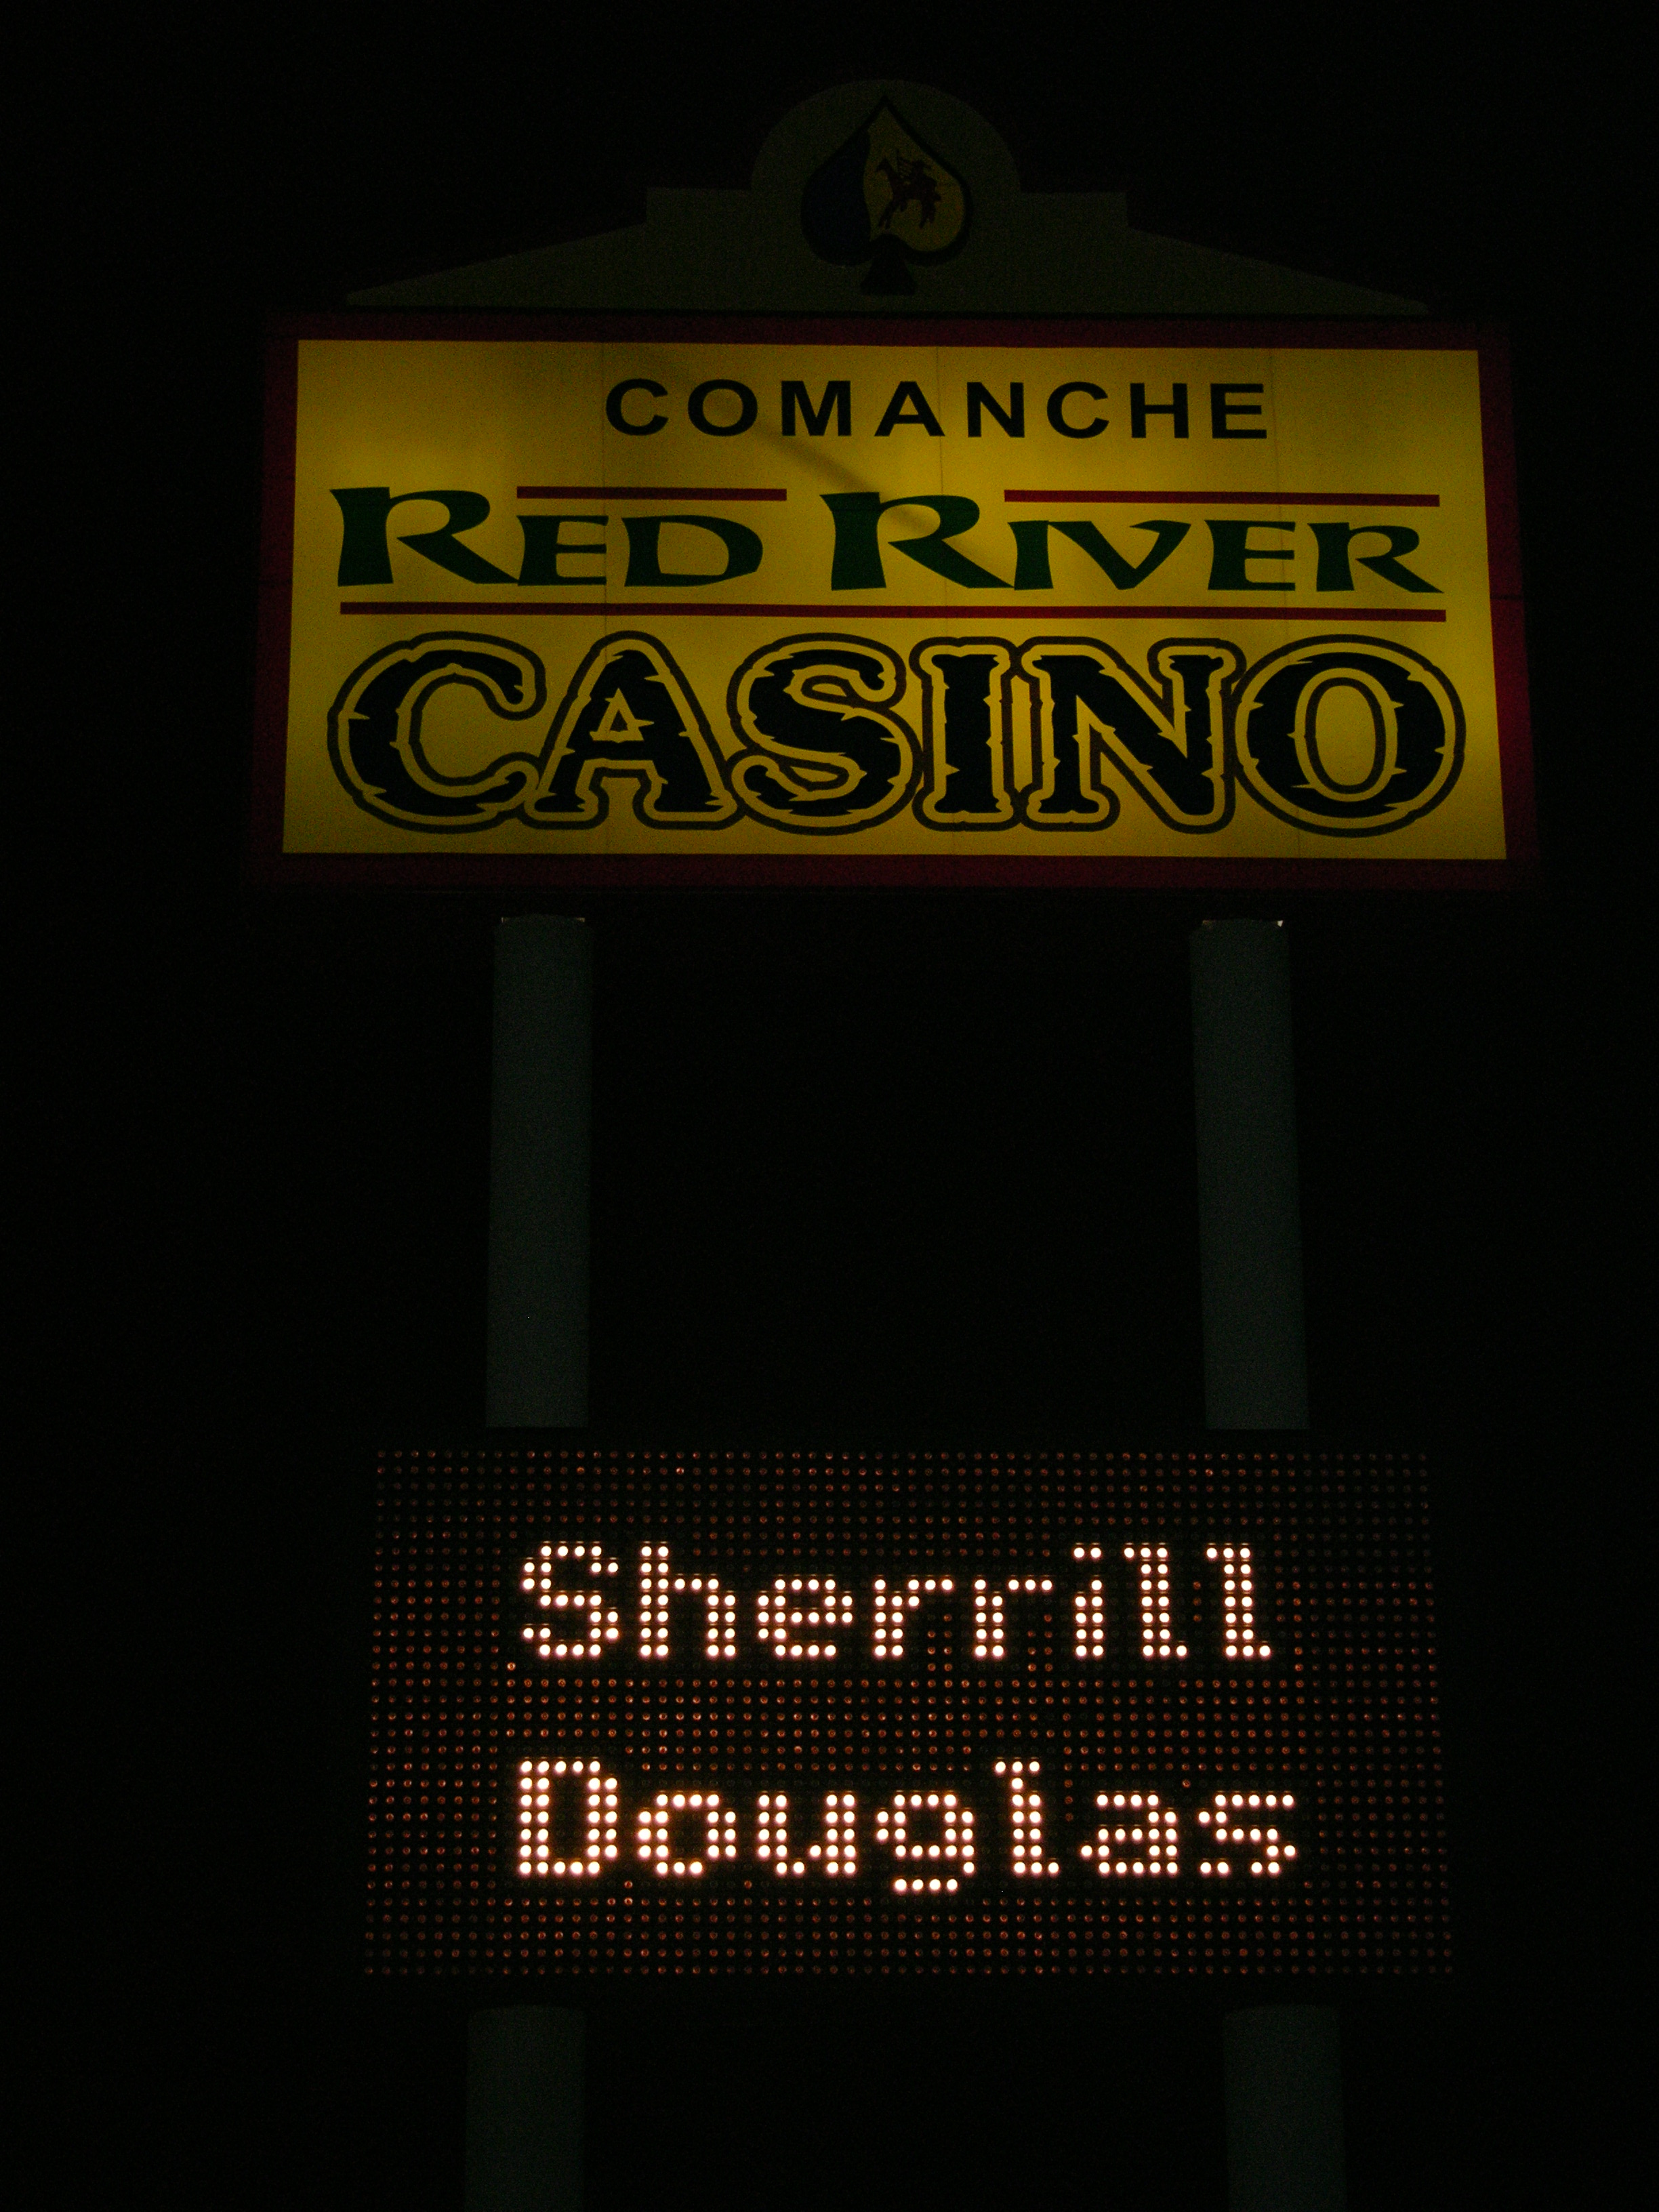 COMANCHE
RED RIVER
CASINO
Sherrill
Douglas